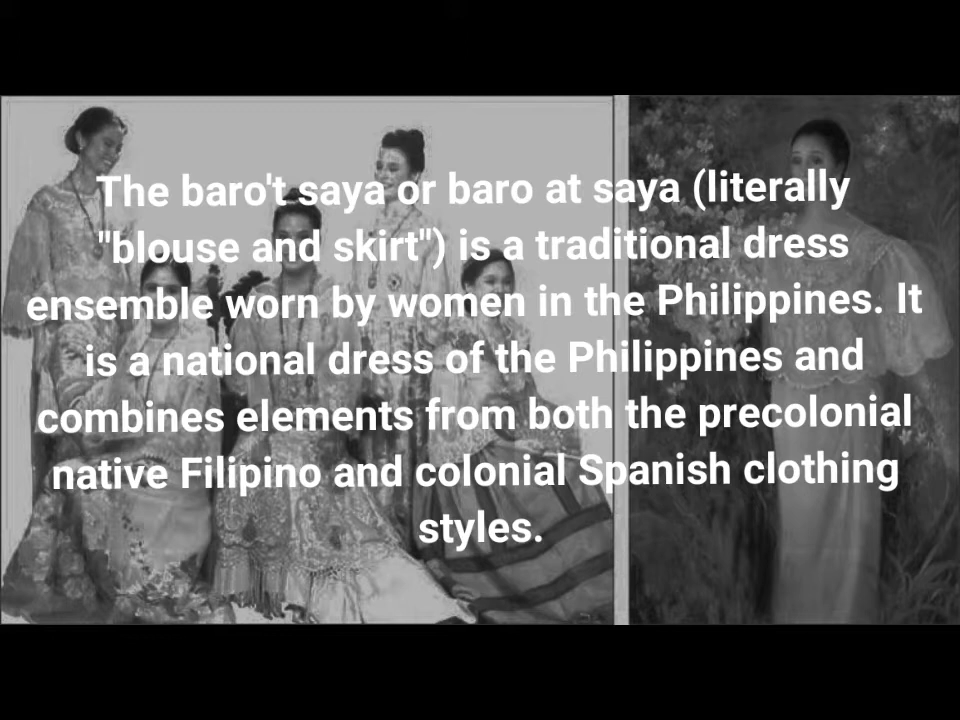 The baro't saya or baro at saya (literally
"blouse and skirt") is a traditional dress
ensemble worn by women in the Philippines. It
is a national dress of the Philippines and
combines elements from both the precolonial
native Filipino and colonial Spanish clothing
styles.